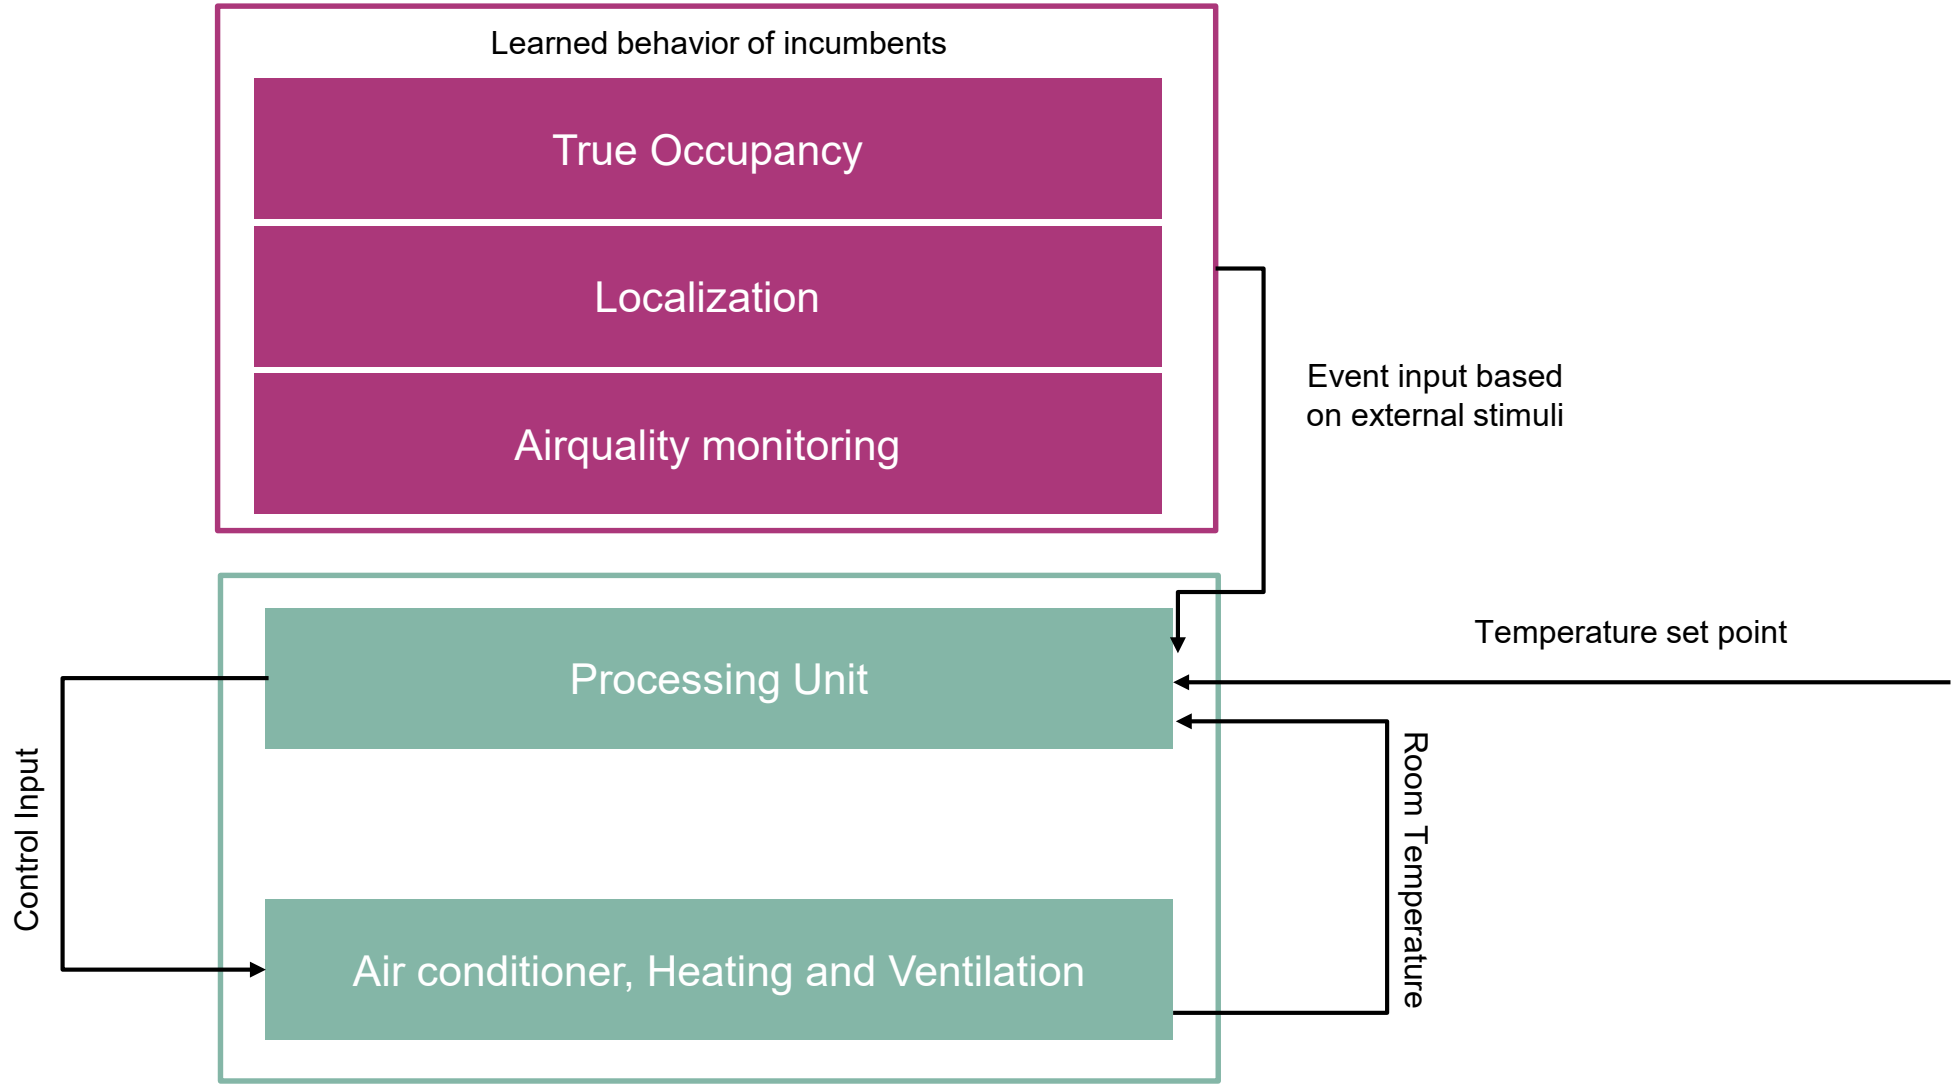 Learned behavior of incumbents
True Occupancy
Localization
Airquality monitoring
Event input based
on external stimuli
Processing Unit
Temperature set point
Control Input
Room Temperature
Air conditioner, Heating and Ventilation